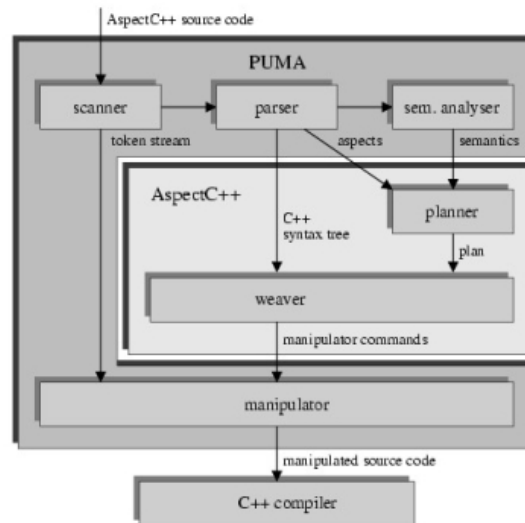 AspectC++ source code
PUMA
scanner
parser
sem. analyser
token stream
aspects
semantics
AspectC++
planner
C++
syntax tree
plan
weaver
manipulator commands
manipulator
manipulated source code
C++ compiler